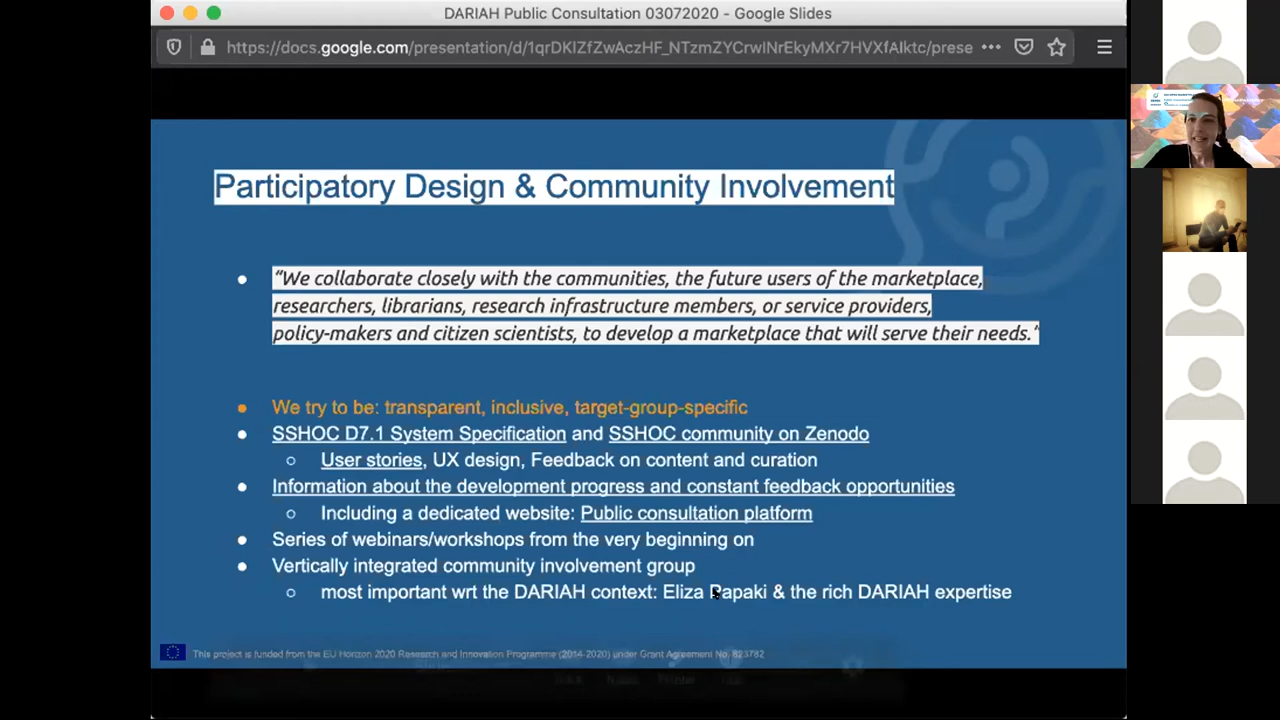 DARIAH Public Consultation 03072020 - Google Slides
https://docs.google.com/presentation/d/1qrDKIZfZwAczHF_NTzmZYCrwINrEkyMXr7HVXfAlktc/prese
Participatory Design & Community Involvement
● “We collaborate closely with the communities, the future users of the marketplace,
researchers, librarians, research infrastructure members, or service providers,
policy-makers and citizen scientists, to develop a marketplace that will serve their needs.”
● We try to be: transparent, inclusive, target-group-specific
● SSHOC D7.1 System Specification and SSHOC community on Zenodo
○ User stories, UX design, Feedback on content and curation
● Information about the development progress and constant feedback opportunities
○ Including a dedicated website: Public consultation platform
● Series of webinars/workshops from the very beginning on
● Vertically integrated community involvement group
○ most important wrt the DARIAH context: Eliza Papaki & the rich DARIAH expertise
This project is funded from the EU Horizon 2020 Research and Innovation Programme (2014-2020) under Grant Agreement No. 823782